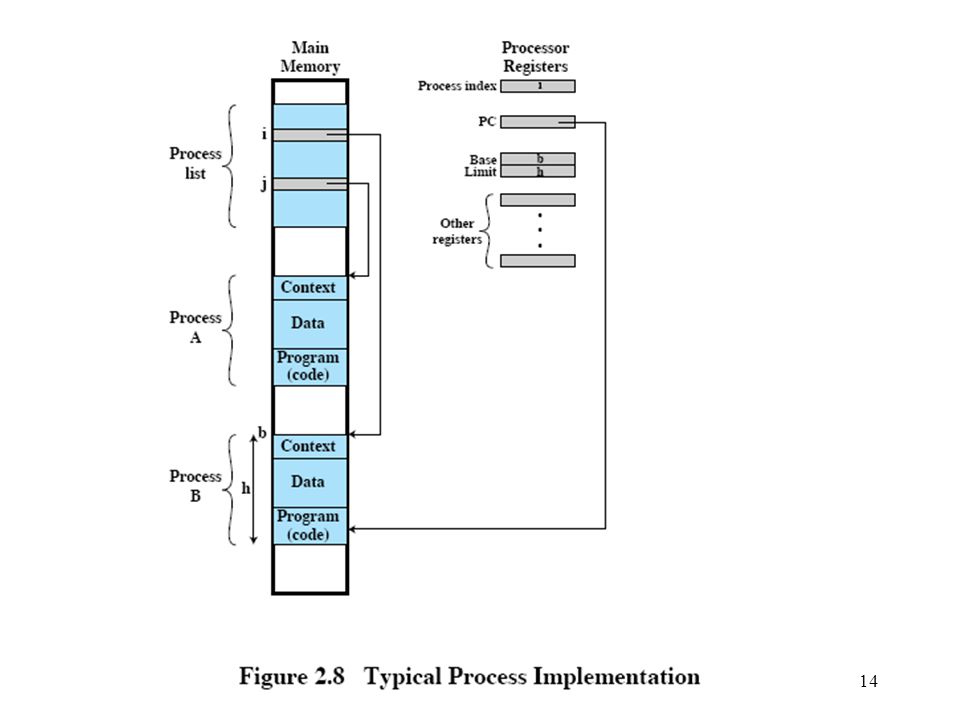 Main
Memory
Processor
Registers
Process index
i
PC
Base
b
Limit
h
Other
registers
Process
list
i
j
Process
A
Context
Data
Program
(code)
b
Process
B
h
Context
Data
Program
(code)
Figure 2.8 Typical Process Implementation
14